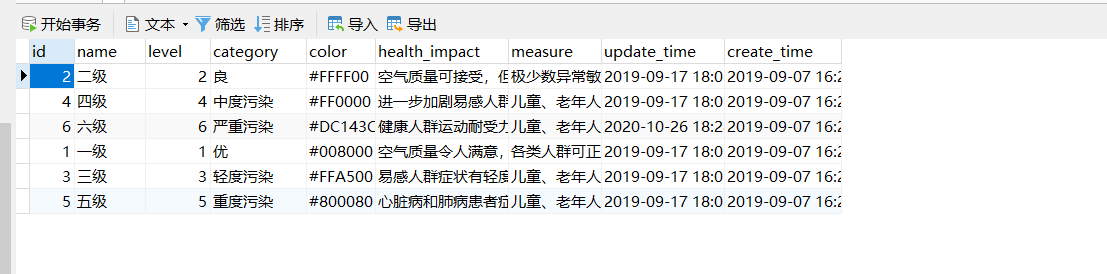 开始事务 文本 筛选 排序 导入 导出
id name level category color health_impact measure update_time create_time
2 二级 2 良 #FFFF00 空气质量可接受，但 极少数异常敏 2019-09-17 18:0 2019-09-07 16:2
4 四级 4 中度污染 #FF0000 进一步加剧易感人群 儿童、老年人 2019-09-17 18:0 2019-09-07 16:2
6 六级 6 严重污染 #DC143C 健康人群运动耐受力 儿童、老年人 2020-10-26 18:2 2019-09-07 16:2
1 一级 1 优 #008000 空气质量令人满意， 各类人群可正 2019-09-17 18:0 2019-09-07 16:2
3 三级 3 轻度污染 #FFA500 易感人群症状有轻度 儿童、老年人 2019-09-17 18:0 2019-09-07 16:2
5 五级 5 重度污染 #800080 心脏病和肺病患者症 儿童、老年人 2019-09-17 18:0 2019-09-07 16:2